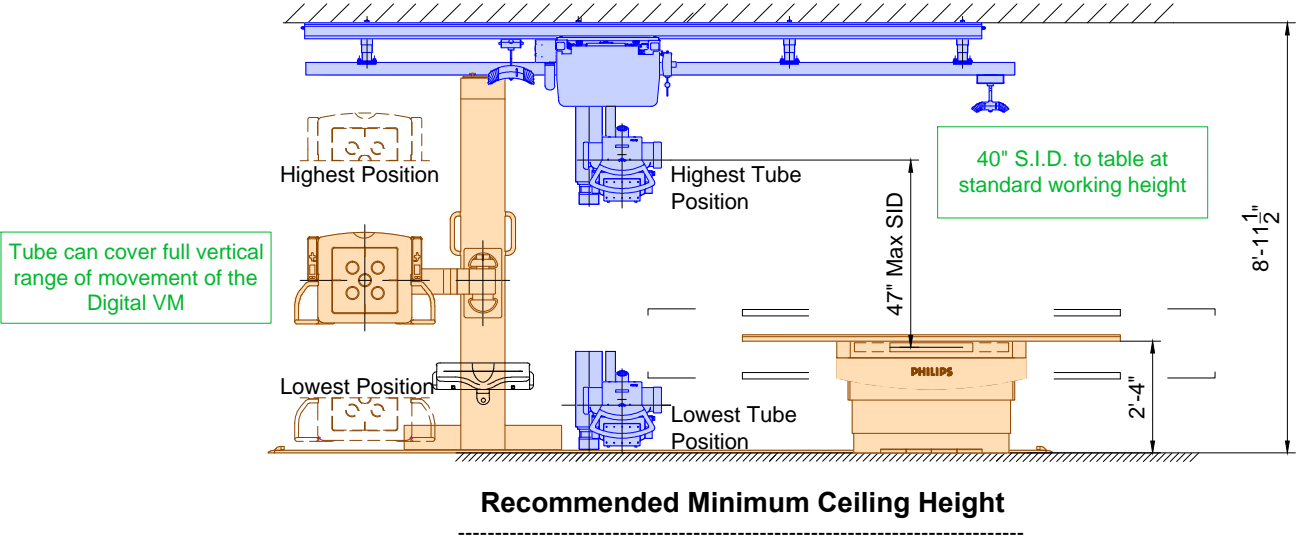 Highest Position
Highest Tube
Position
40" S.I.D. to table at
standard working height
47" Max SID
8'-11 1/2"
Tube can cover full vertical
range of movement of the
Digital VM
PHILIPS
Lowest Position
Lowest Tube
Position
2'-4"
Recommended Minimum Ceiling Height